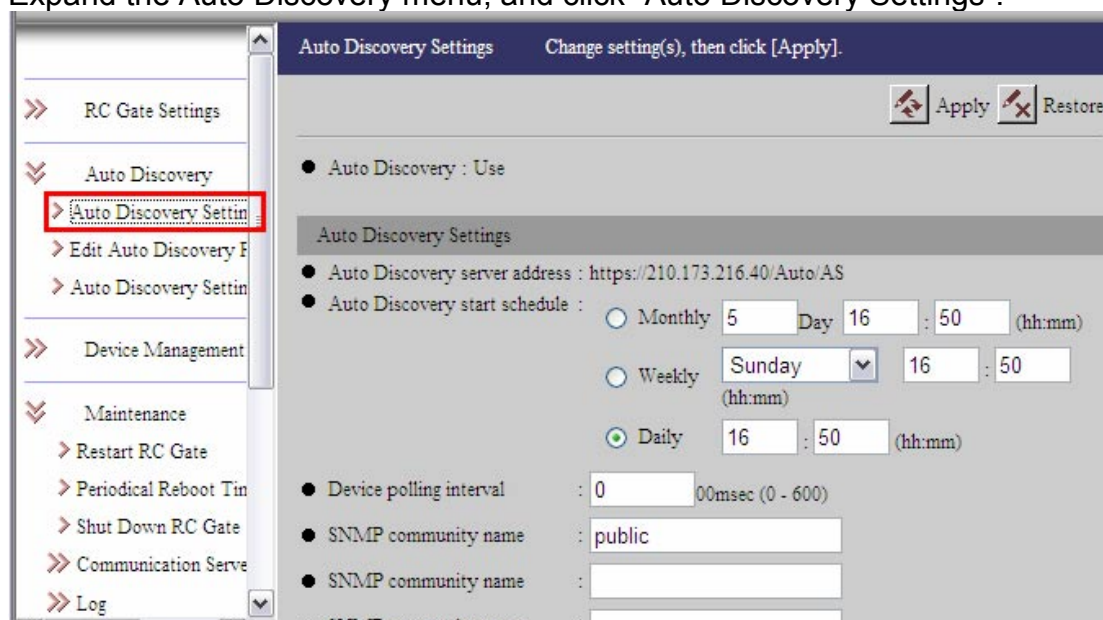 Expand the Auto Discovery menu, and click "Auto Discovery Settings".
Auto Discovery Settings Change setting(s), then click [Apply].
Apply Restore
RC Gate Settings
Auto Discovery
Auto Discovery Settin
Edit Auto Discovery
Auto Discovery Settin
Device Management
Maintenance
Restart RC Gate
Periodical Reboot Tin
Shut Down RC Gate
Communication Serve
Log
● Auto Discovery : Use
Auto Discovery Settings
● Auto Discovery server address : https://210.173.216.40/Auto/AS
● Auto Discovery start schedule :
Monthly 5 Day 16 : 50 (hh:mm)
Weekly Sunday 16 : 50
(hh:mm)
Daily 16 : 50 (hh:mm)
● Device polling interval : 0 00msec (0 - 600)
● SNMP community name : public
● SNMP community name :